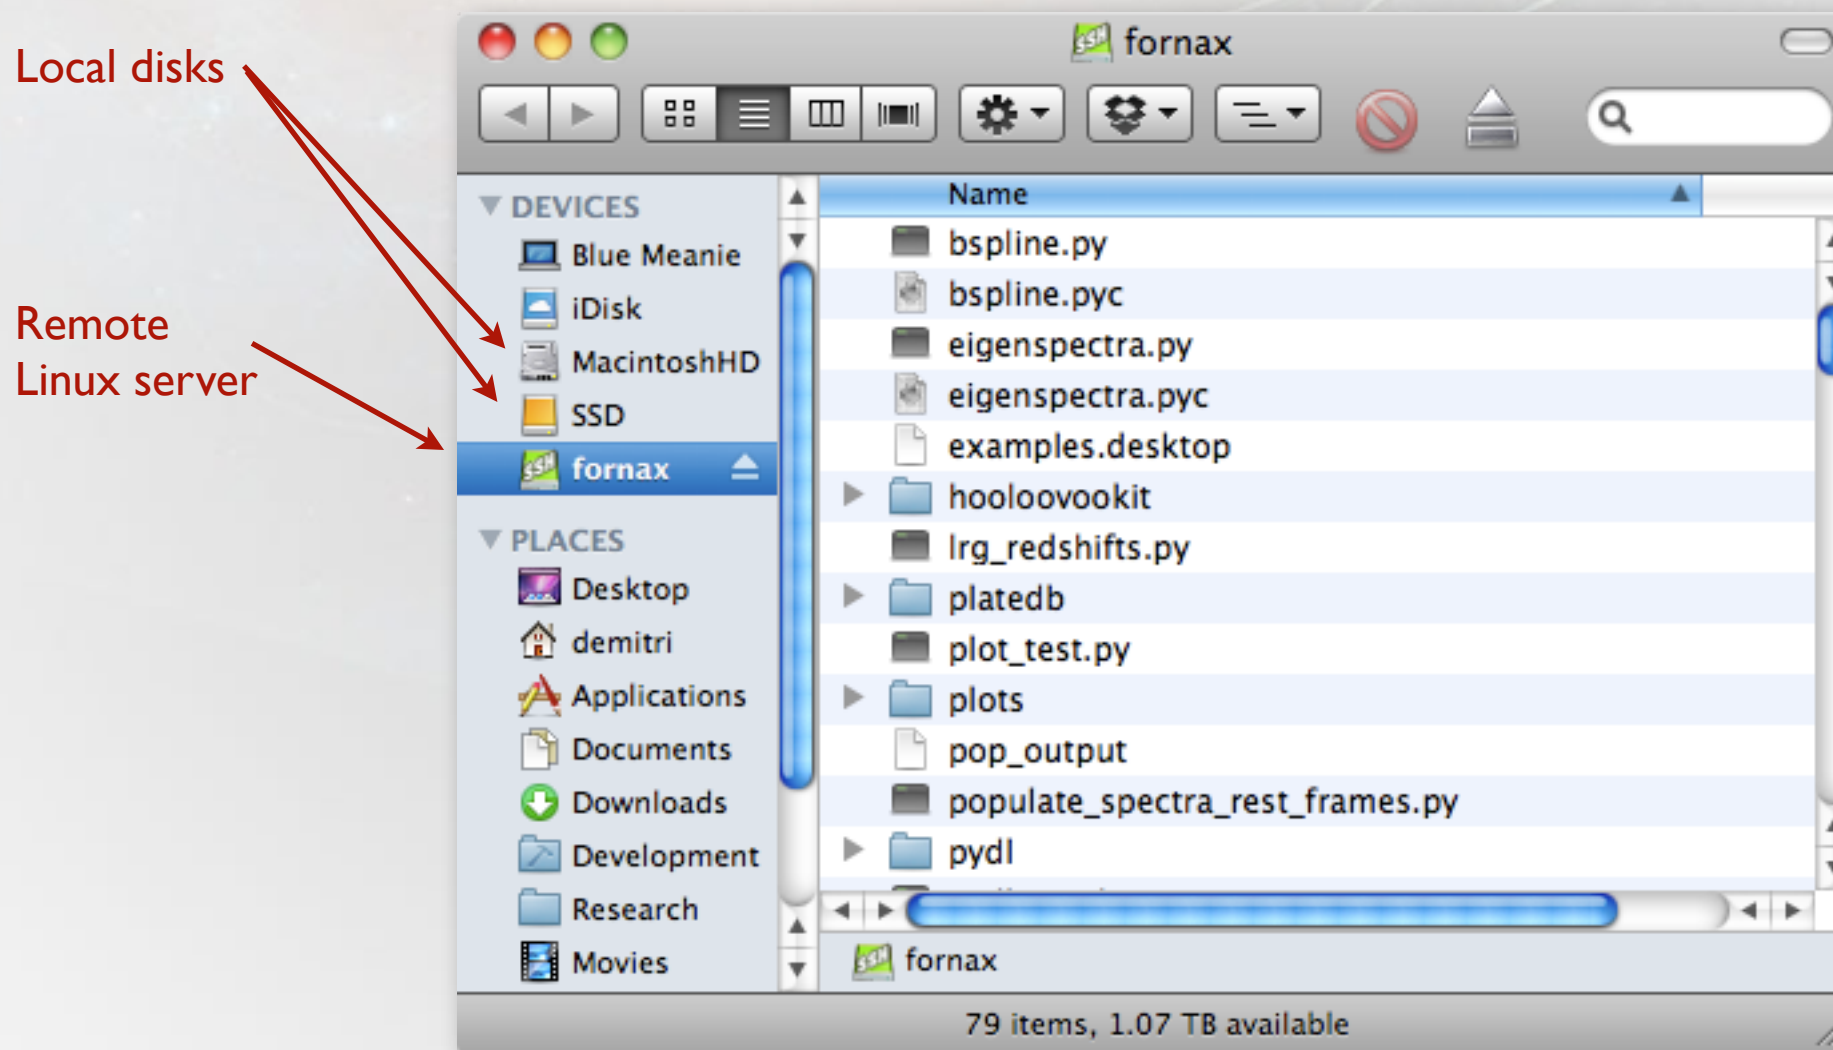 Local disks
Remote
Linux server
fornax
DEVICES
Blue Meanie
iDisk
MacintoshHD
SSD
SSH fornax
PLACES
Desktop
demitri
Applications
Documents
Downloads
Development
Research
Movies
Name
bspline.py
bspline.pyc
eigenspectra.py
eigenspectra.pyc
examples.desktop
hooloovookit
lrg_redshifts.py
platedb
plot_test.py
plots
pop_output
populate_spectra_rest_frames.py
pydl
SSH fornax
79 items, 1.07 TB available